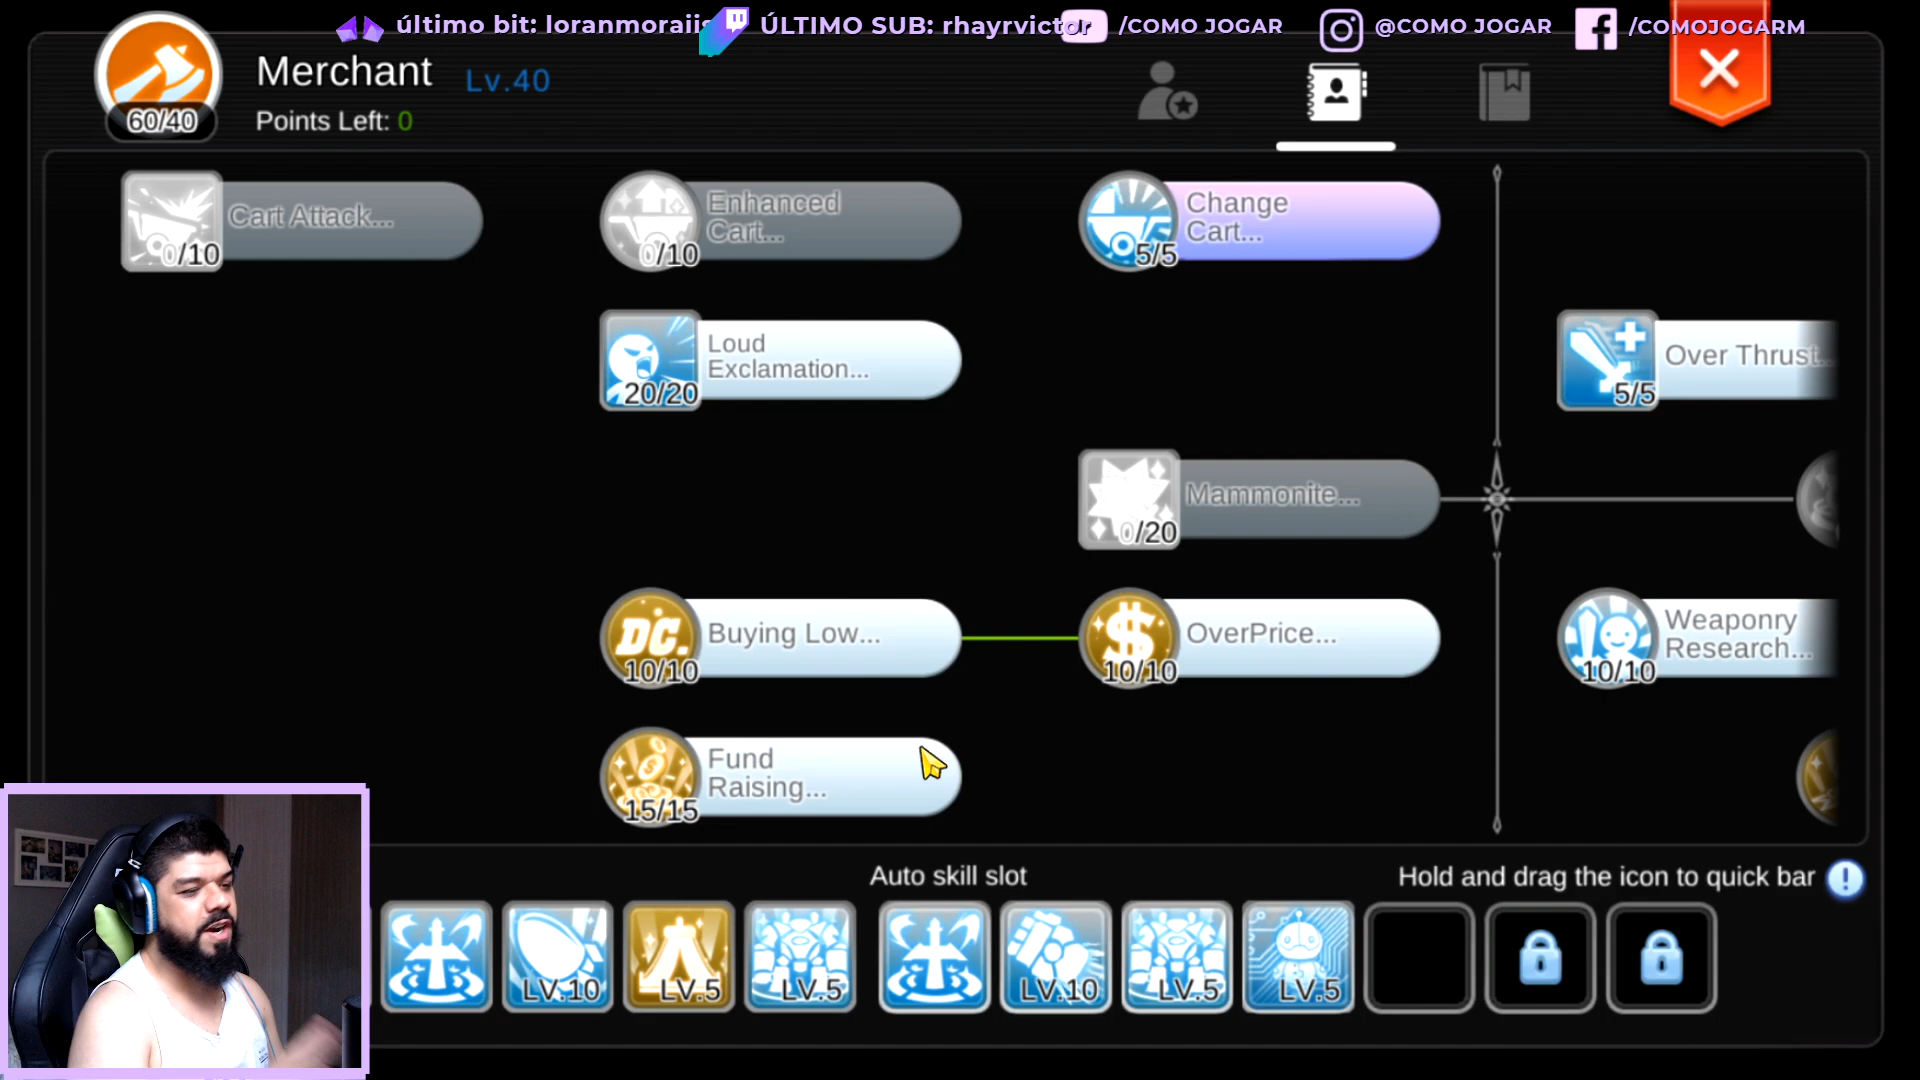 último bit: loranmoraiis
ÚLTIMO SUB: rhayrvictor
/COMO JOGAR
@COMO JOGAR
/COMOJOGARM
Merchant Lv.40
60/40
Points Left: 0
Cart Attack...
0/10
Enhanced
Cart...
0/10
Change
Cart...
5/5
Loud
Exclamation...
20/20
Over Thrust...
5/5
Mammonite...
0/20
DC.
Buying Low...
10/10
$
OverPrice...
10/10
Weaponry
Research...
10/10
Fund
Raising...
15/15
Auto skill slot
Hold and drag the icon to quick bar
LV.10
LV.5
LV.5
LV.10
LV.5
LV.5